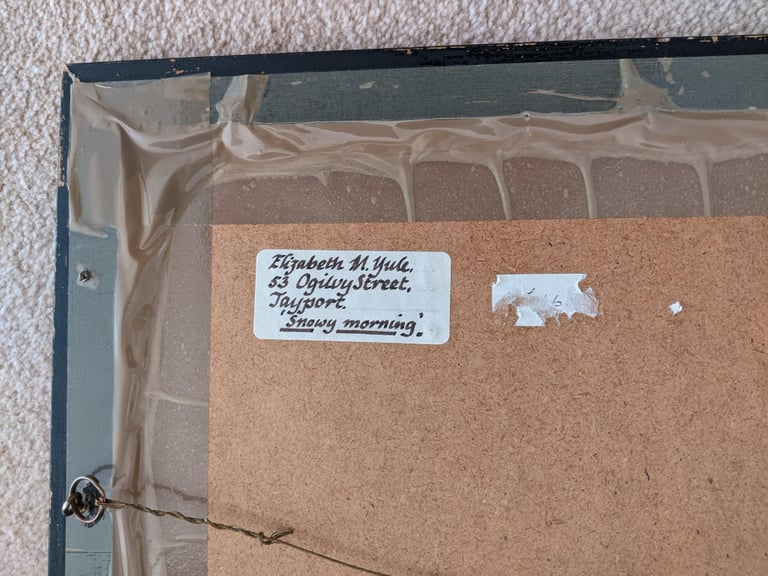 Elizabeth M. Yule,
53 Ogilvy Street,
Tayport.
'Snowy morning'.